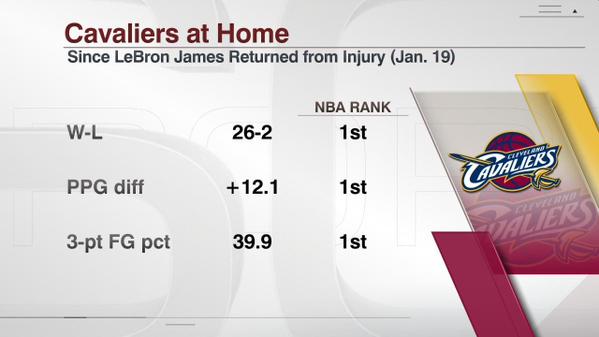 Cavaliers at Home
Since LeBron James Returned from Injury (Jan. 19)
NBA RANK
W-L 26-2 1st
PPG diff +12.1 1st
3-pt FG pct 39.9 1st
CLEVELAND
CAVALIERS
CLEVELAND
CAVALIERS